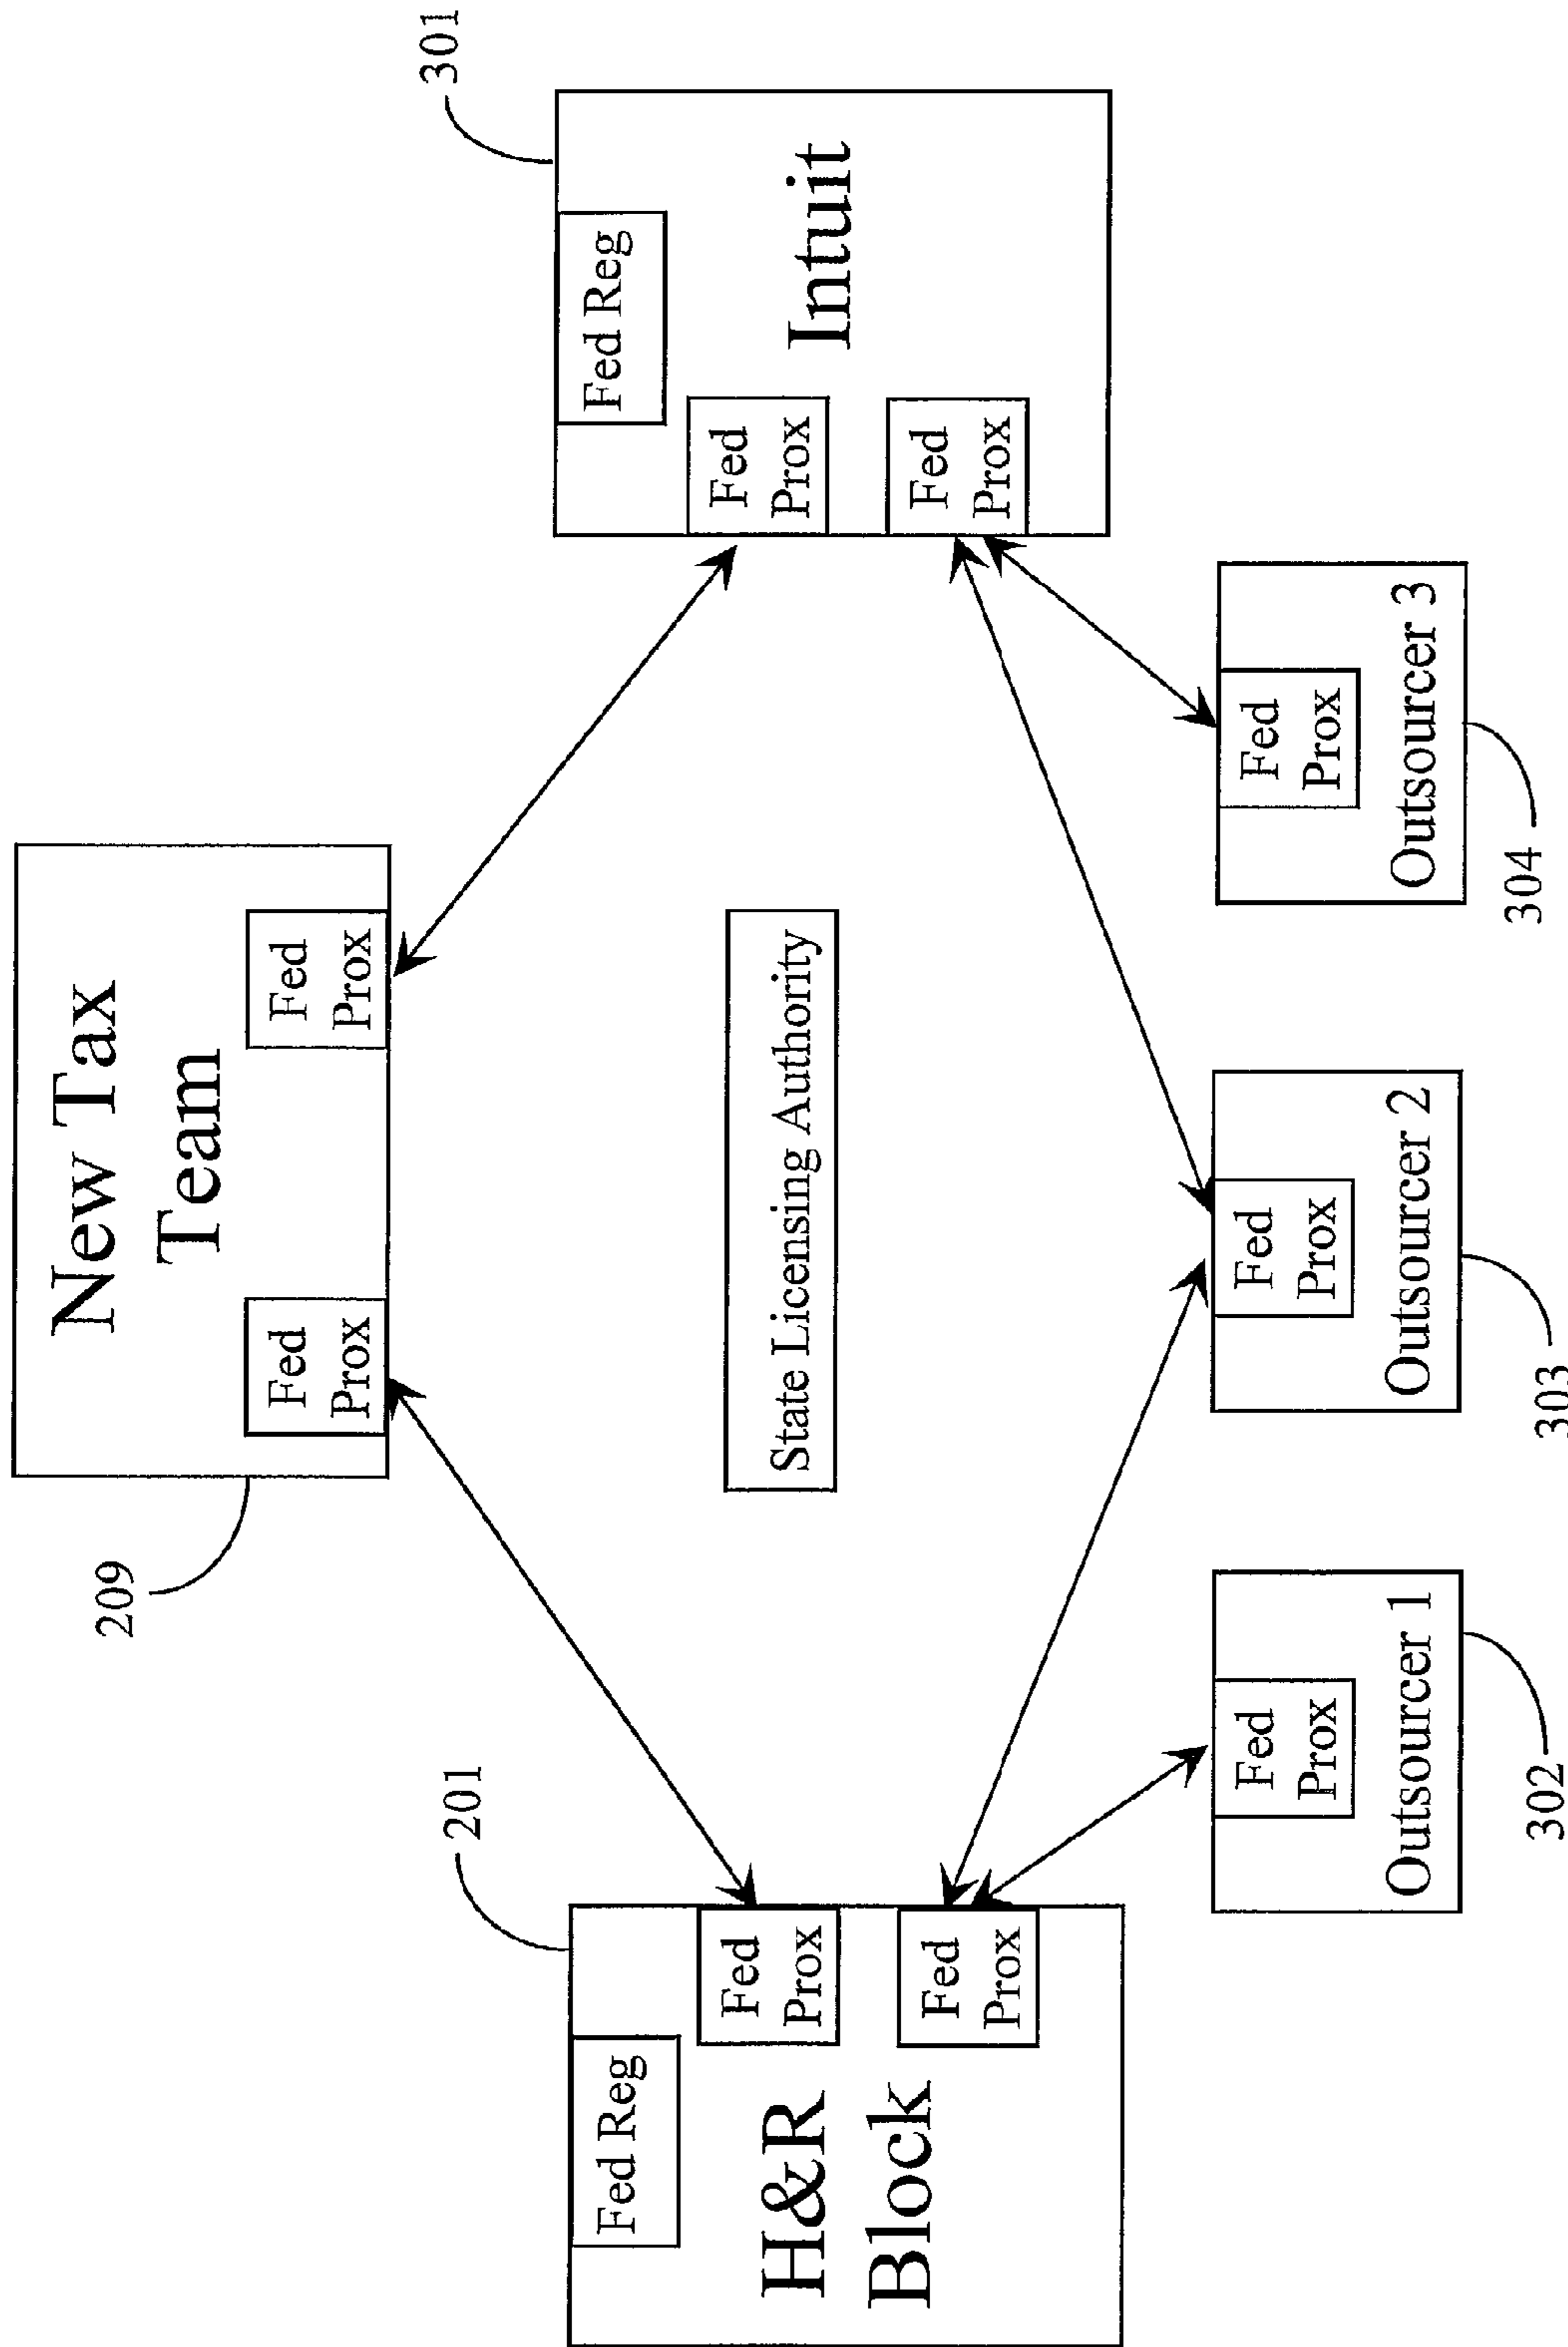 New Tax
Team
Fed
Prox
Fed
Prox
209
201
301
Fed Reg
H&R
Block
Fed
Prox
Fed
Prox
State Licensing Authority
Fed Reg
Intuit
Fed
Prox
Fed
Prox
Fed
Prox
Outsourcer 1
302
Fed
Prox
Outsourcer 2
303
Fed
Prox
Outsourcer 3
304